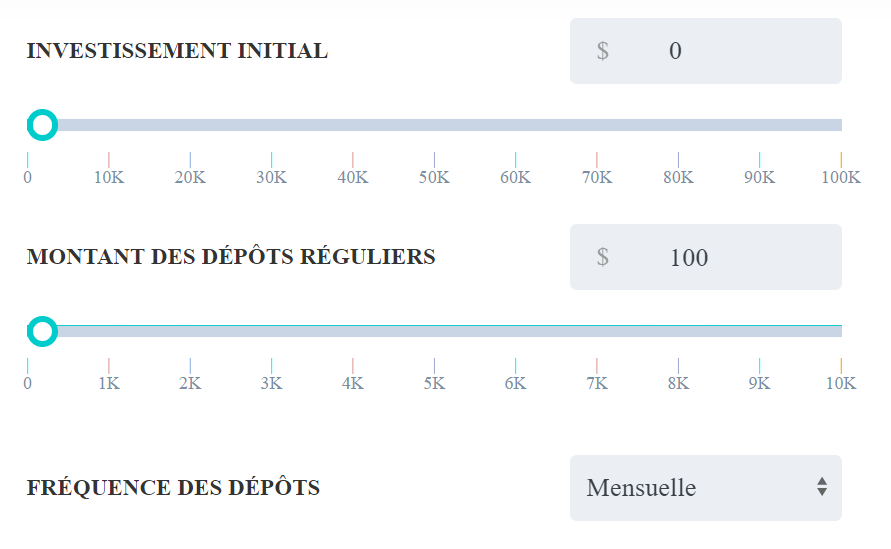 INVESTISSEMENT INITIAL $ 0
0 10K 20K 30K 40K 50K 60K 70K 80K 90K 100K
MONTANT DES DÉPÔTS RÉGULIERS $ 100
0 1K 2K 3K 4K 5K 6K 7K 8K 9K 10K
FRÉQUENCE DES DÉPÔTS Mensuelle